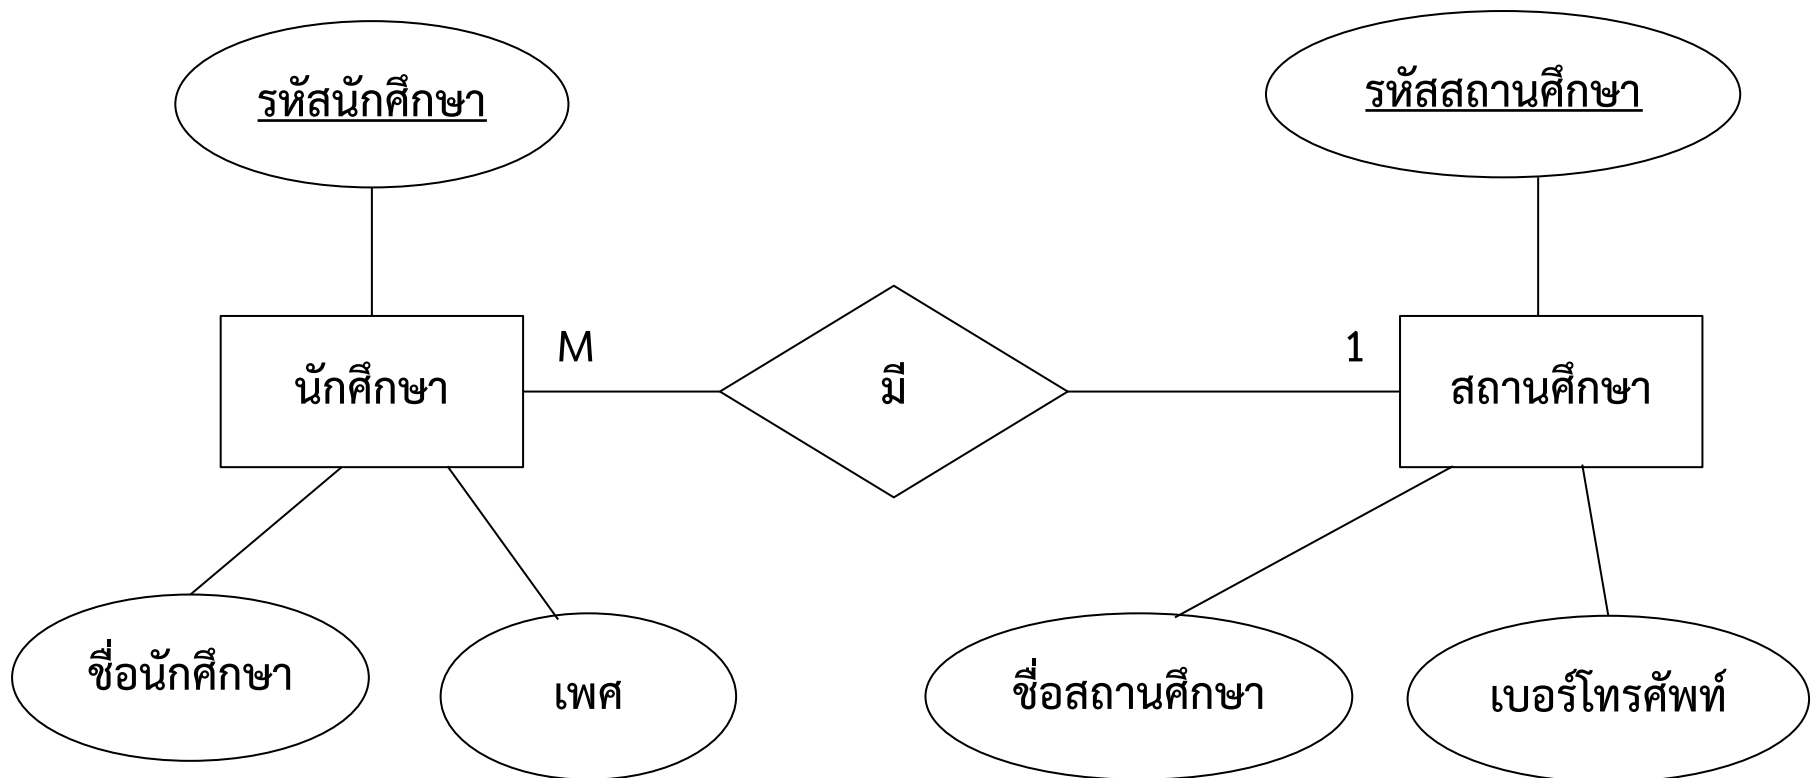 รหัสนักศึกษา
รหัสสถานศึกษา
นักศึกษา
M
มี
1
สถานศึกษา
ชื่อนักศึกษา
เพศ
ชื่อสถานศึกษา
เบอร์โทรศัพท์